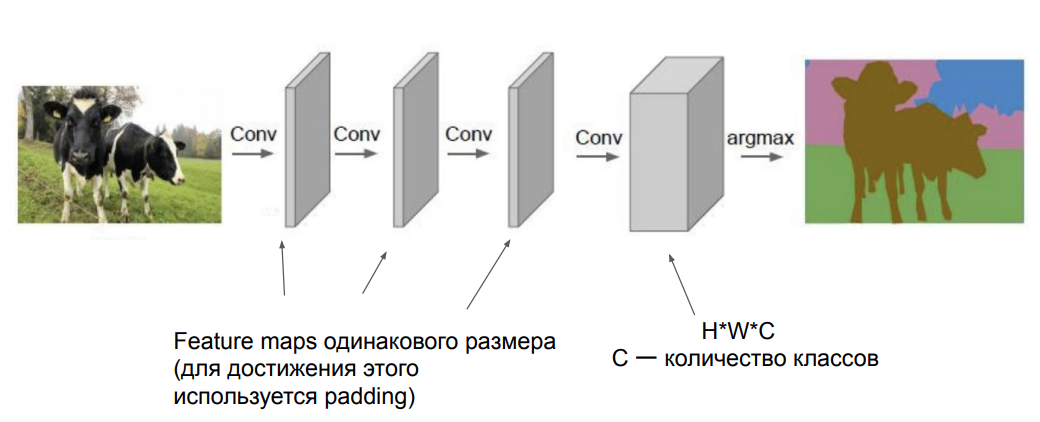 Conv
Conv
Conv
Conv
argmax
Feature maps одинакового размера
(для достижения этого
используется padding)
H*W*C
C — количество классов